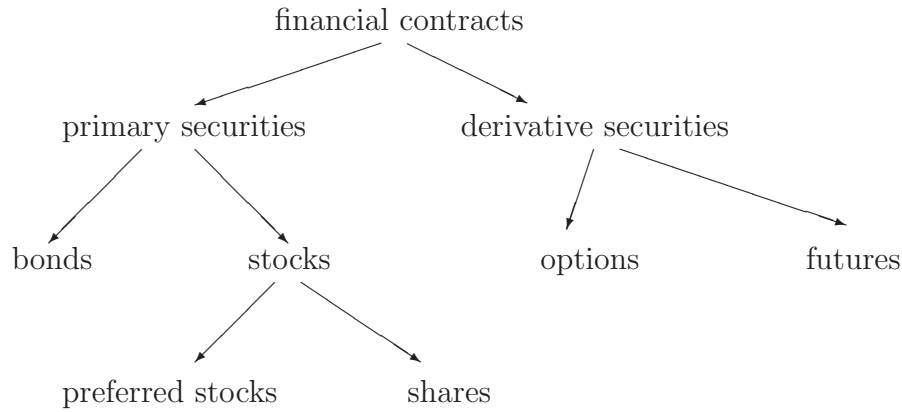 financial contracts
primary securities
derivative securities
bonds
stocks
options
futures
preferred stocks
shares